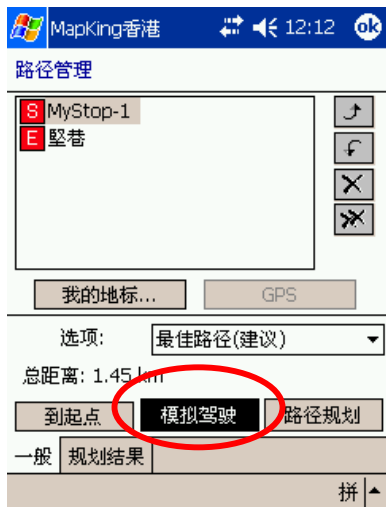 MapKing香港 12:12 ok
路径管理
S MyStop-1
E 堅巷
我的地标... GPS
选项: 最佳路径(建议)
总距离: 1.45 km
到起点 模拟驾驶 路径规划
一般 规划结果
拼